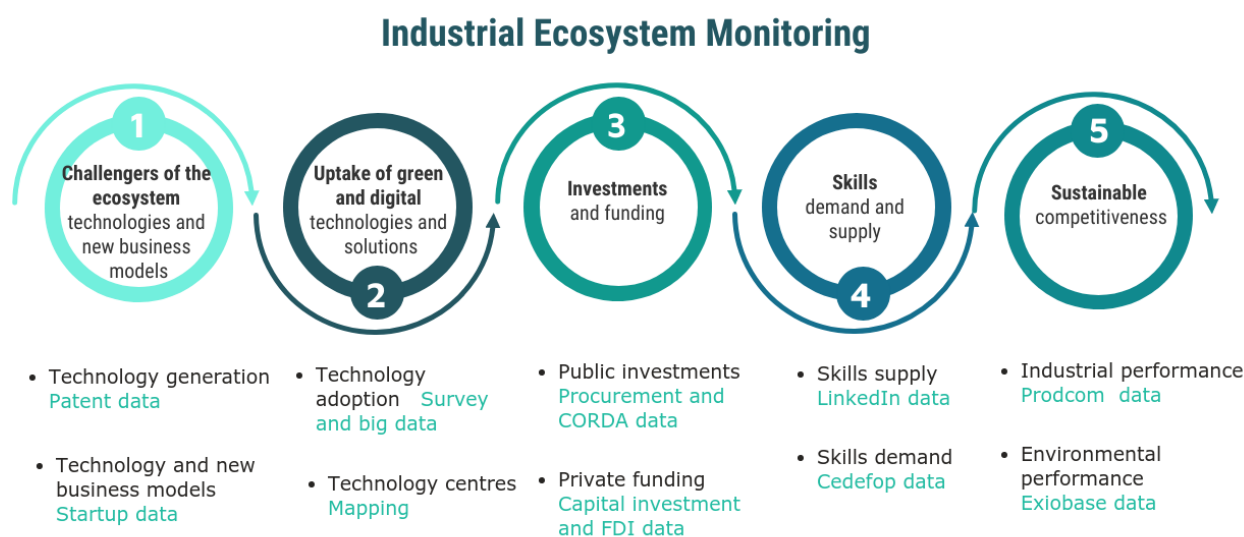 Industrial Ecosystem Monitoring
1
Challengers of the
ecosystem
technologies and
new business
models
2
Uptake of green
and digital
technologies and
solutions
3
Investments
and funding
4
Skills
demand and
supply
5
Sustainable
competitiveness
• Technology generation
Patent data
• Technology and new
business models
Startup data
• Technology
adoption Survey
and big data
• Technology centres
Mapping
• Public investments
Procurement and
CORDA data
• Private funding
Capital investment
and FDI data
• Skills supply
LinkedIn data
• Skills demand
Cedefop data
• Industrial performance
Prodcom data
• Environmental
performance
Exiobase data